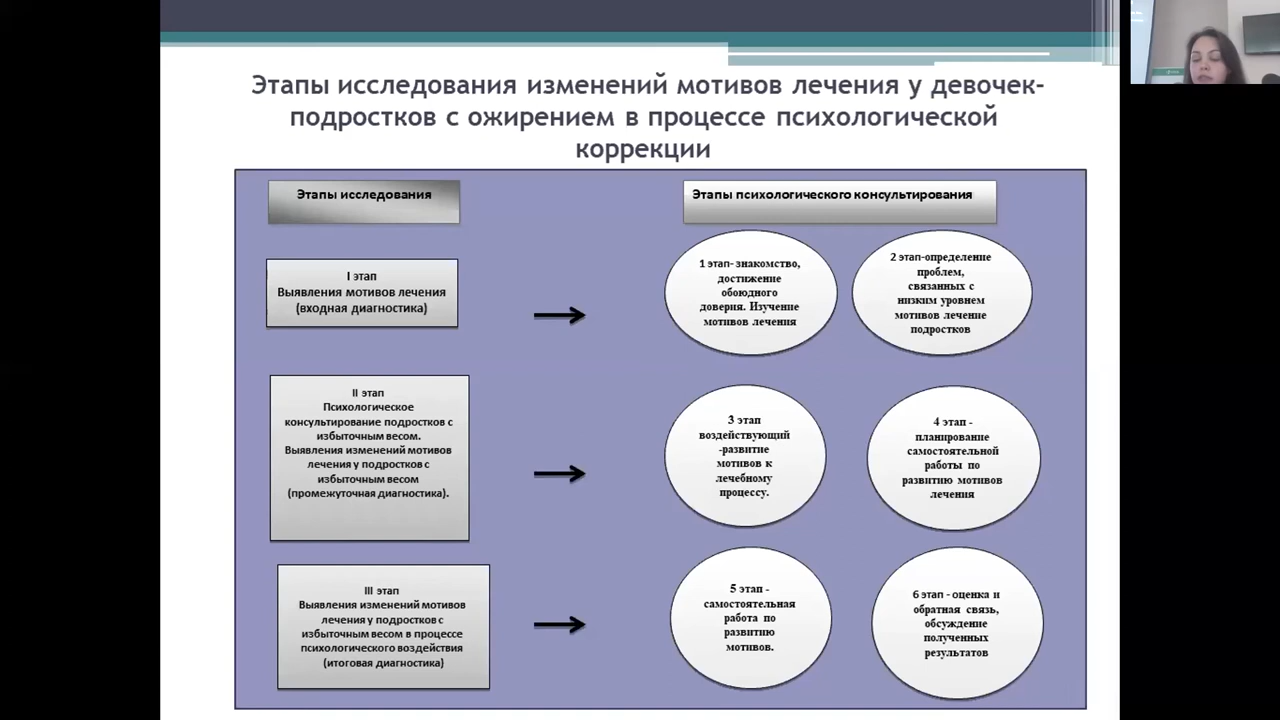 Этапы исследования изменений мотивов лечения у девочек-
подростков с ожирением в процессе психологической
коррекции
Этапы исследования
Этапы психологического консультирования
I этап
Выявления мотивов лечения
(входная диагностика)
1 этап- знакомство,
достижение
обоюдного
доверия. Изучение
мотивов лечения
2 этап-определение
проблем,
связанных с
низким уровнем
мотивов лечение
подростков
II этап
Психологическое
консультирование подростков с
избыточным весом.
Выявления изменений мотивов
лечения у подростков с
избыточным весом
(промежуточная диагностика).
3 этап
воздействующий
-развитие
мотивов к
лечебному
процессу.
4 этап -
планирование
самостоятельной
работы по
развитию мотивов
лечения
III этап
Выявления изменений мотивов
лечения у подростков с
избыточным весом в процессе
психологического воздействия
(итоговая диагностика)
5 этап -
самостоятельная
работа по
развитию
мотивов.
6 этап - оценка и
обратная связь,
обсуждение
полученных
результатов